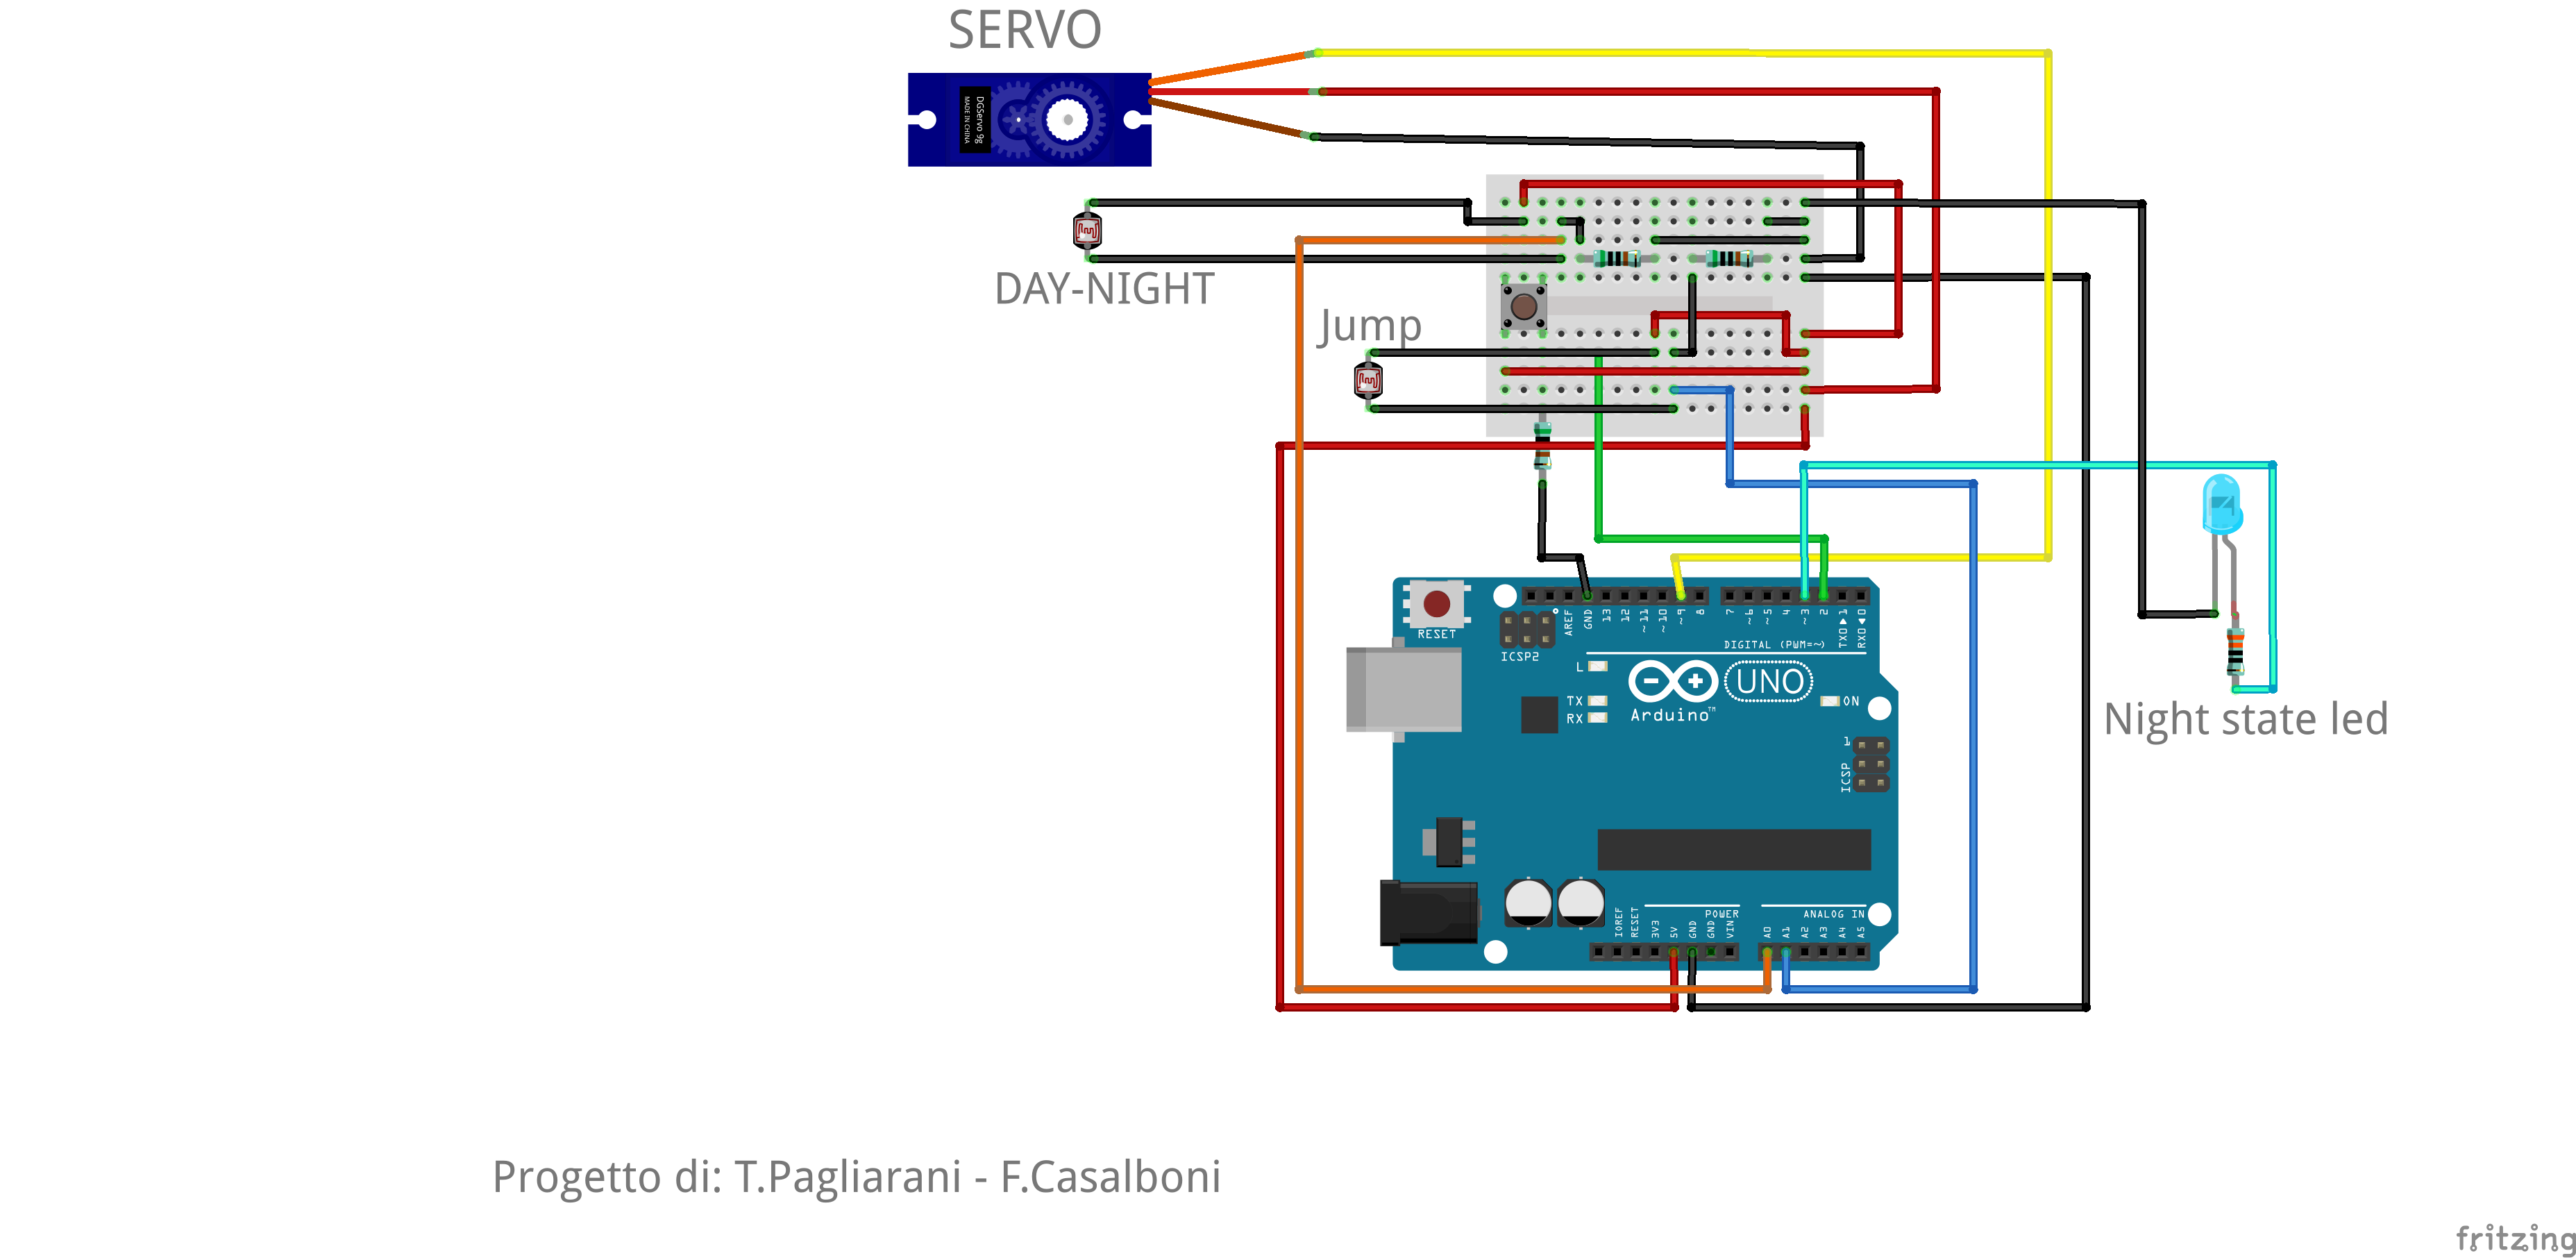 SERVO
DGServo 9g
MADE IN CHINA
DAY-NIGHT
Jump
RESET
ICSP2
AREF
GND
13
12
~11
~10
~9
8
7
~6
~5
4
~3
2
TX0▶1
RX0◀0
DIGITAL (PWM=~)
L
TX
RX
UNO
Arduino™
ON
1
ICSP
Night state led
IOREF
RESET
3V3
5V
GND
GND
VIN
POWER
A0
A1
A2
A3
A4
A5
ANALOG IN
Progetto di: T.Pagliarani - F.Casalboni
fritzing